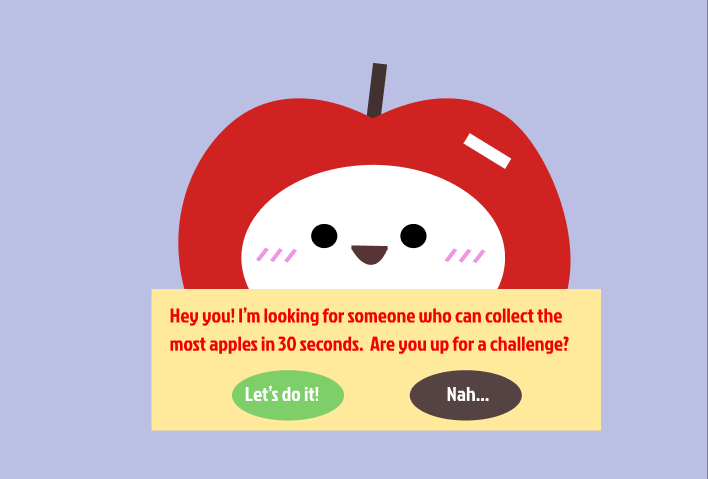 Hey you! I'm looking for someone who can collect the
most apples in 30 seconds.  Are you up for a challenge?
Let's do it!
Nah...